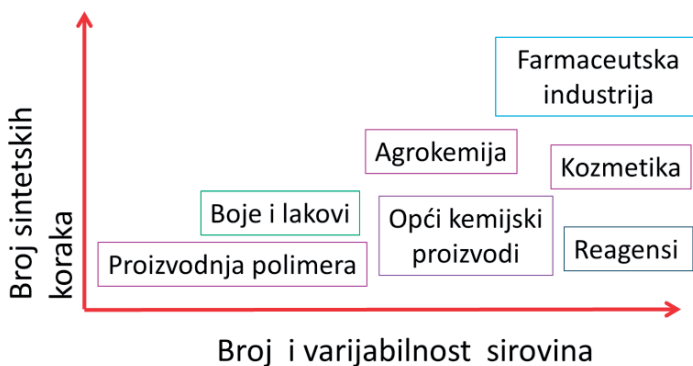 Broj sintetskih
koraka
Farmaceutska
industrija
Agrokemija
Kozmetika
Boje i lakovi
Opći kemijski
proizvodi
Reagensi
Proizvodnja polimera
Broj i varijabilnost sirovina